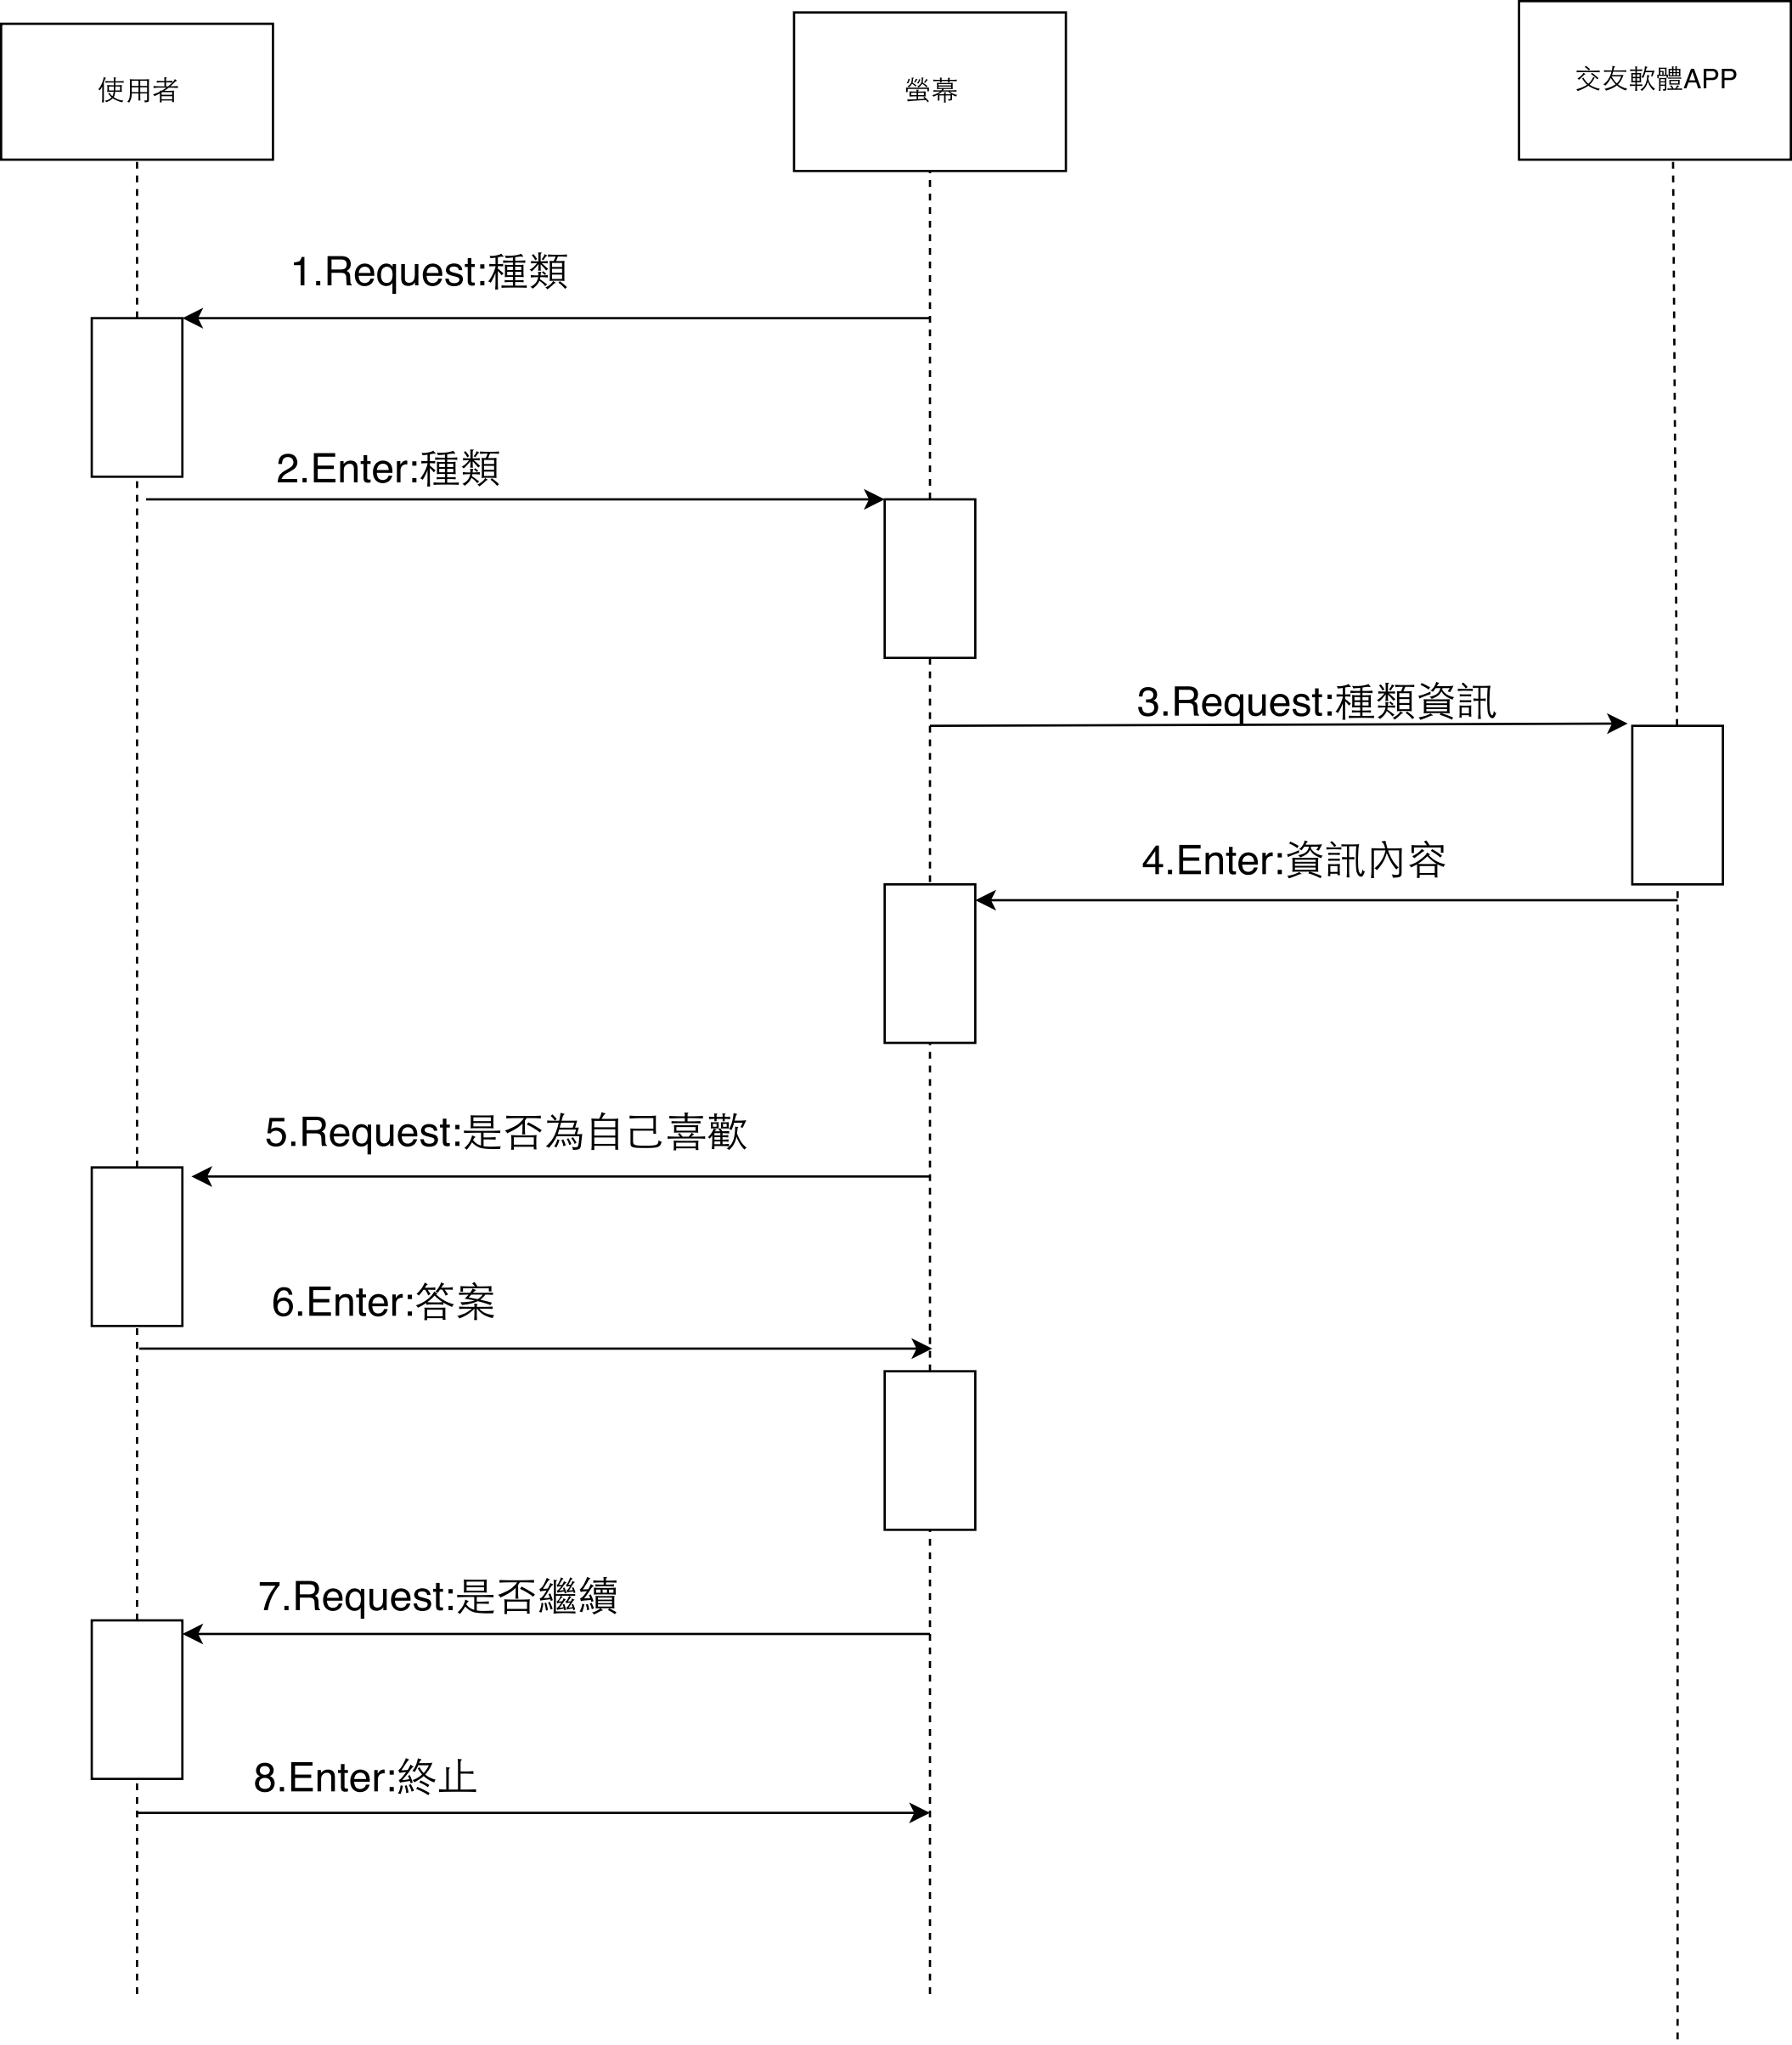 使用者
螢幕
交友軟體APP
1.Request:種類
2.Enter:種類
3.Request:種類資訊
4.Enter:資訊內容
5.Request:是否為自己喜歡
6.Enter:答案
7.Request:是否繼續
8.Enter:終止